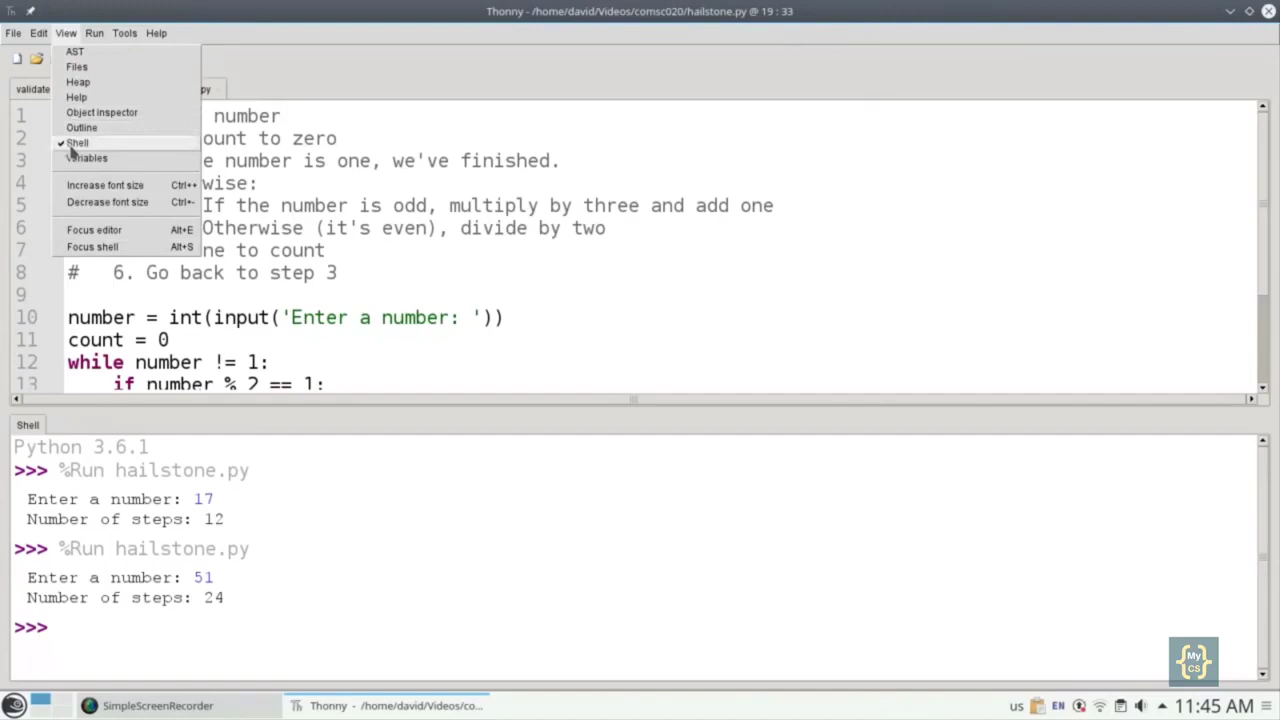 Thonny - /home/david/Videos/comsc020/hailstone.py @ 19 : 33
File Edit View Run Tools Help
AST
Files
Heap
Help
Object inspector
Outline
Shell
Variables
Increase font size Ctrl++
Decrease font size Ctrl+-
Focus editor Alt+E
Focus shell Alt+S
validate py
1 number
2 ount to zero
3 e number is one, we've finished.
4 wise:
5 If the number is odd, multiply by three and add one
6 Otherwise (it's even), divide by two
7 ne to count
8 # 6. Go back to step 3
9
10 number = int(input('Enter a number: '))
11 count = 0
12 while number != 1:
13 if number % 2 == 1:
Shell
Python 3.6.1
>>> %Run hailstone.py
Enter a number: 17
Number of steps: 12
>>> %Run hailstone.py
Enter a number: 51
Number of steps: 24
>>>
{My CS}
SimpleScreenRecorder Thonny - /home/david/Videos/co... us EN 11:45 AM